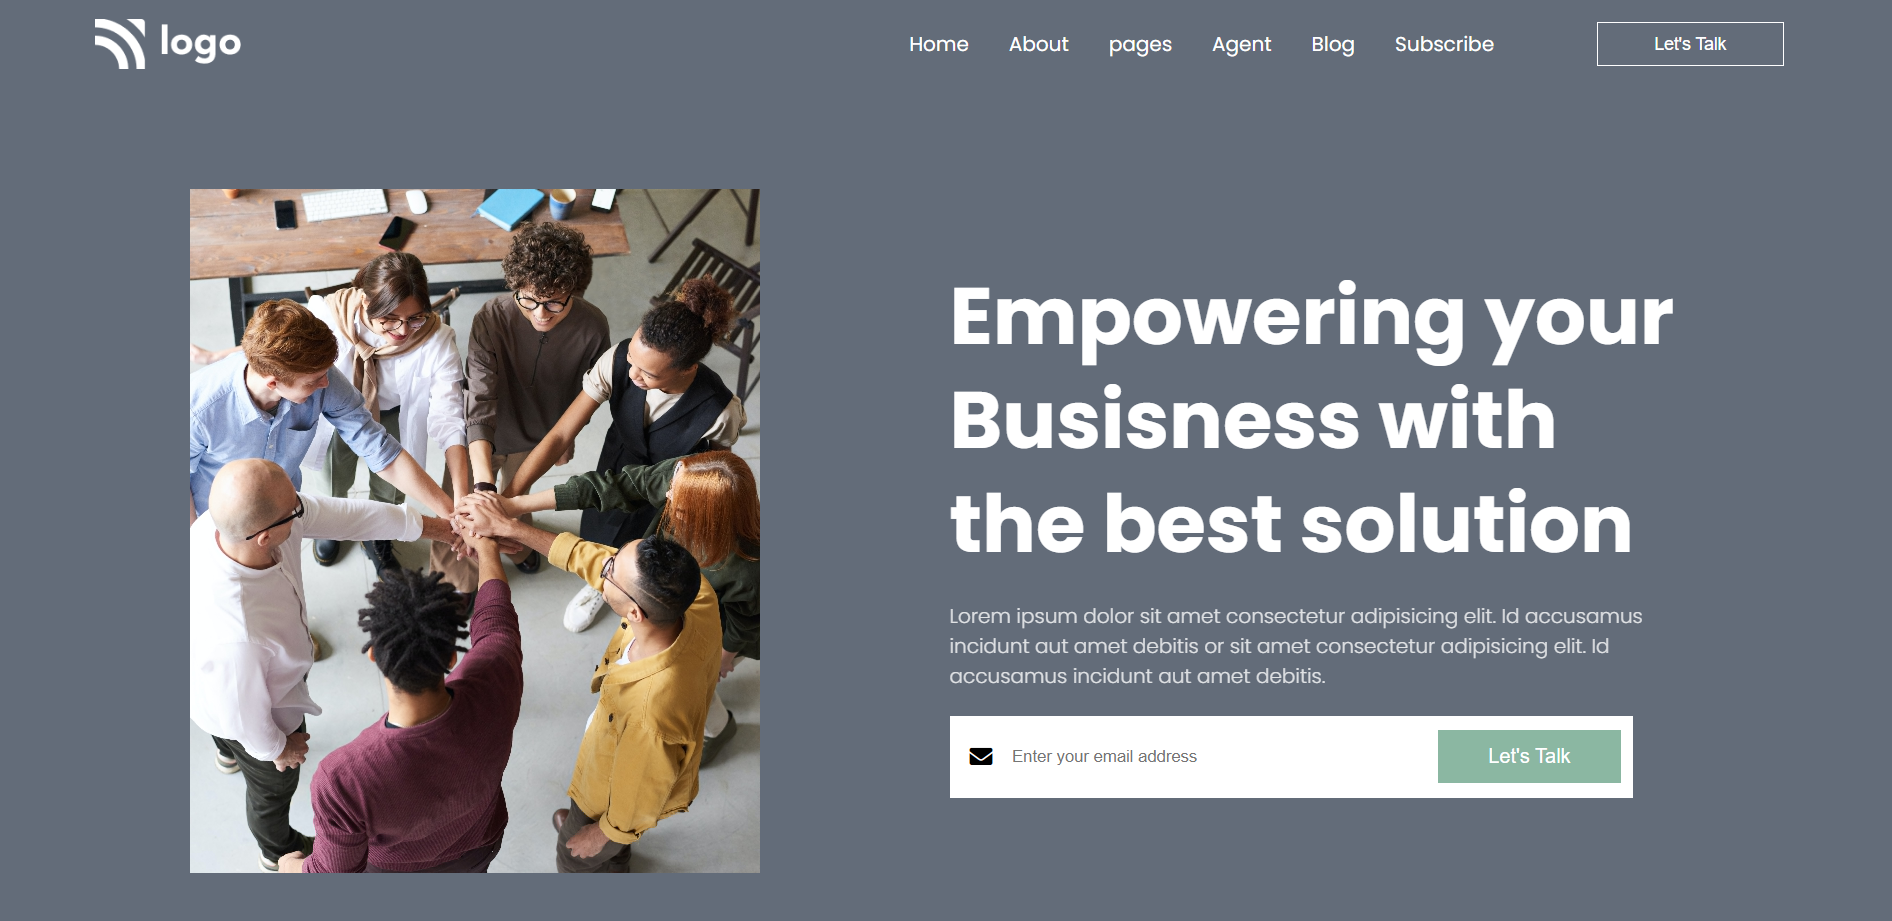 logo
Home About pages Agent Blog Subscribe Let's Talk
Empowering your
Busisness with
the best solution
Lorem ipsum dolor sit amet consectetur adipisicing elit. Id accusamus
incidunt aut amet debitis or sit amet consectetur adipisicing elit. Id
accusamus incidunt aut amet debitis.
Enter your email address Let's Talk